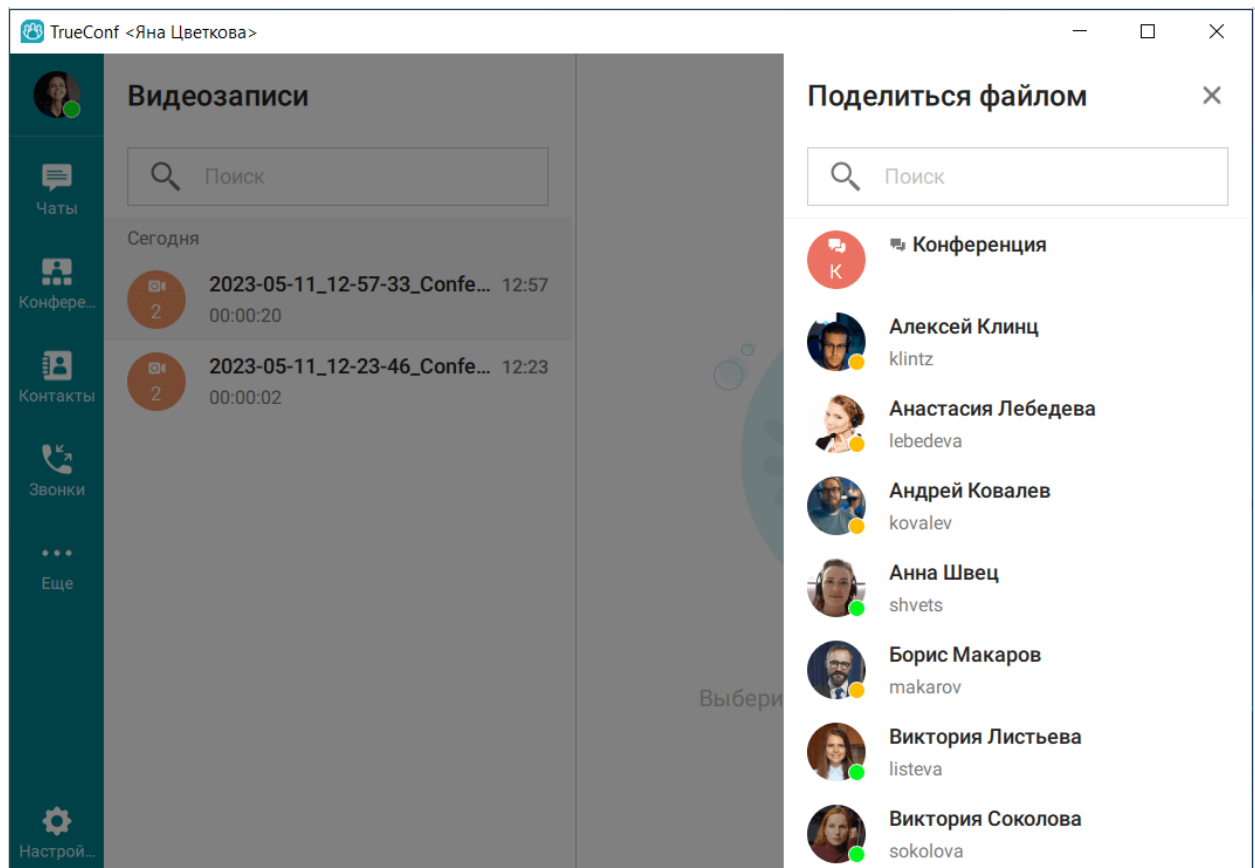 TrueConf <Яна Цветкова>
Видеозаписи
Поиск
Сегодня
2023-05-11_12-57-33_Confe... 12:57
2
00:00:20
2023-05-11_12-23-46_Confe... 12:23
2
00:00:02
Чаты
Конфере...
Контакты
Звонки
Еще
Настрой...
Выбери
Поделиться файлом
Поиск
К
Конференция
Алексей Клинц
klintz
Анастасия Лебедева
lebedeva
Андрей Ковалев
kovalev
Анна Швец
shvets
Борис Макаров
makarov
Виктория Листьева
listeva
Виктория Соколова
sokolova